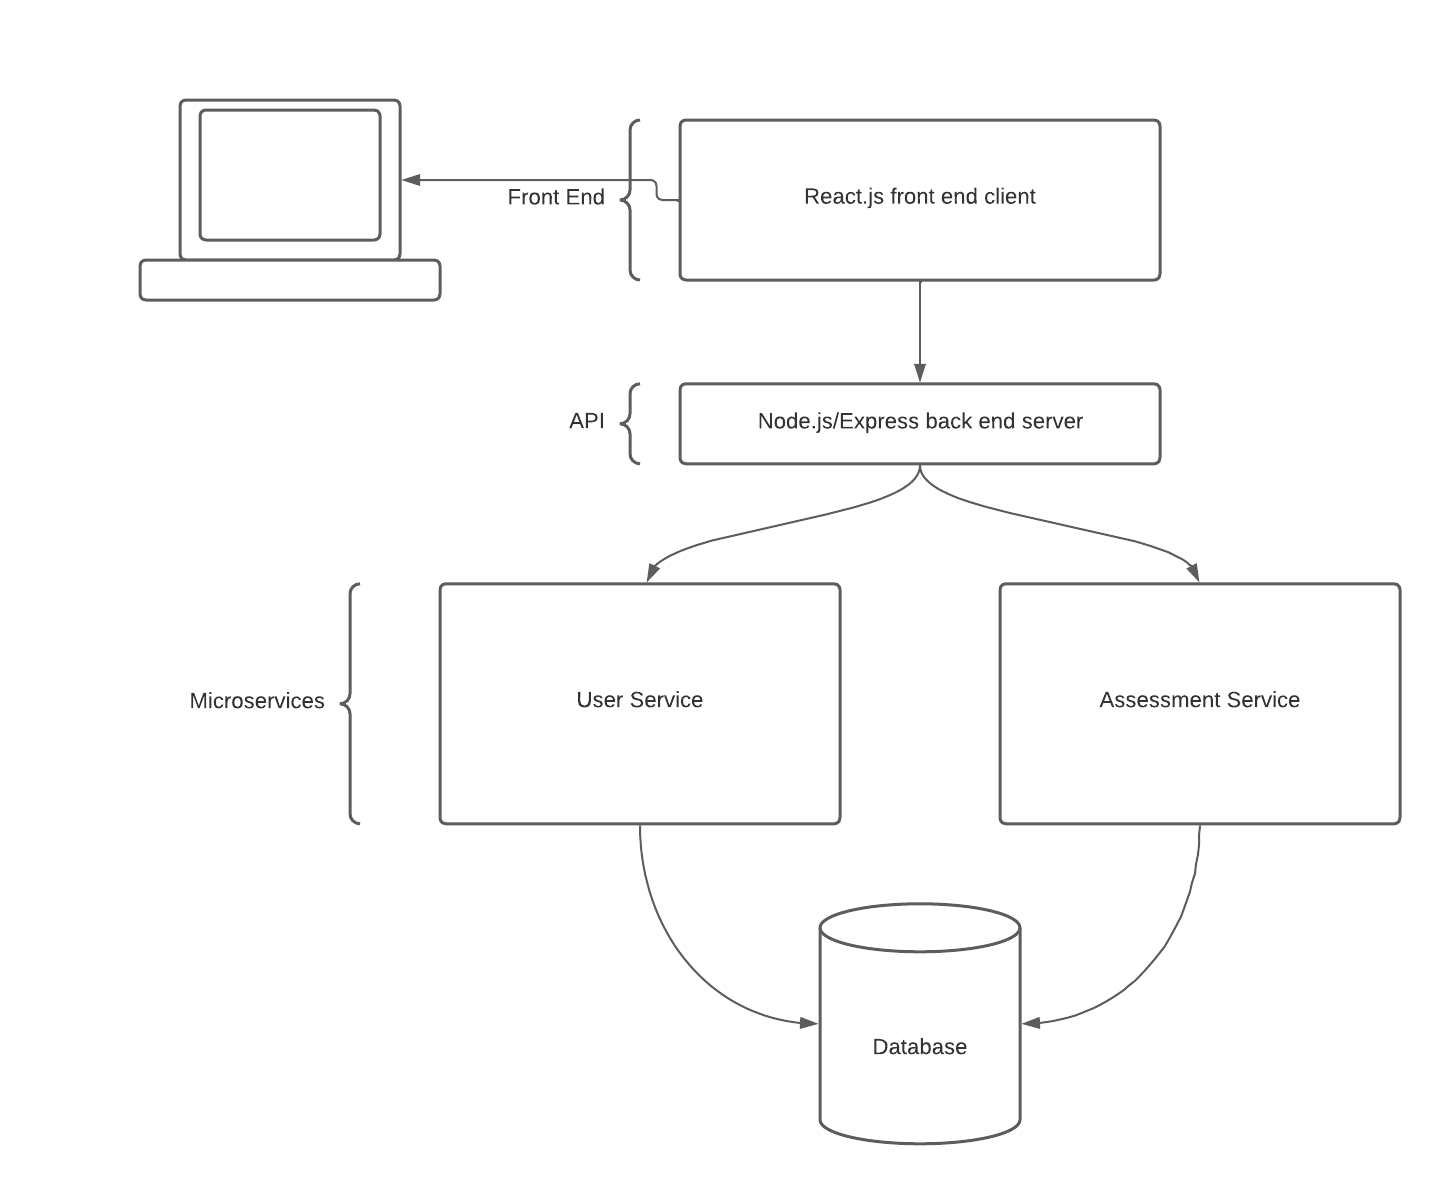 Front End
React.js front end client
API
Node.js/Express back end server
Microservices
User Service
Assessment Service
Database